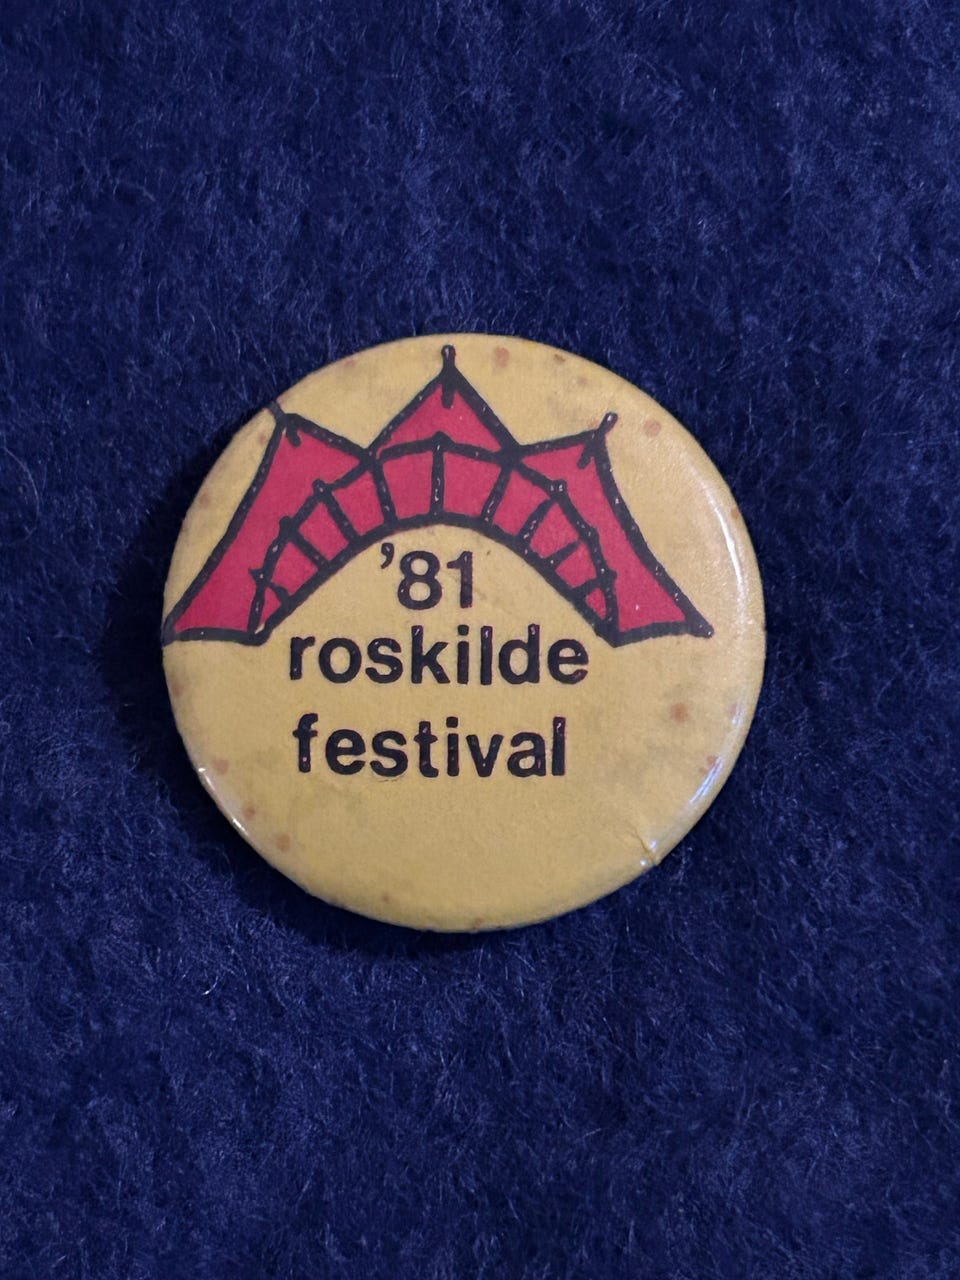 ’81
roskilde
festival